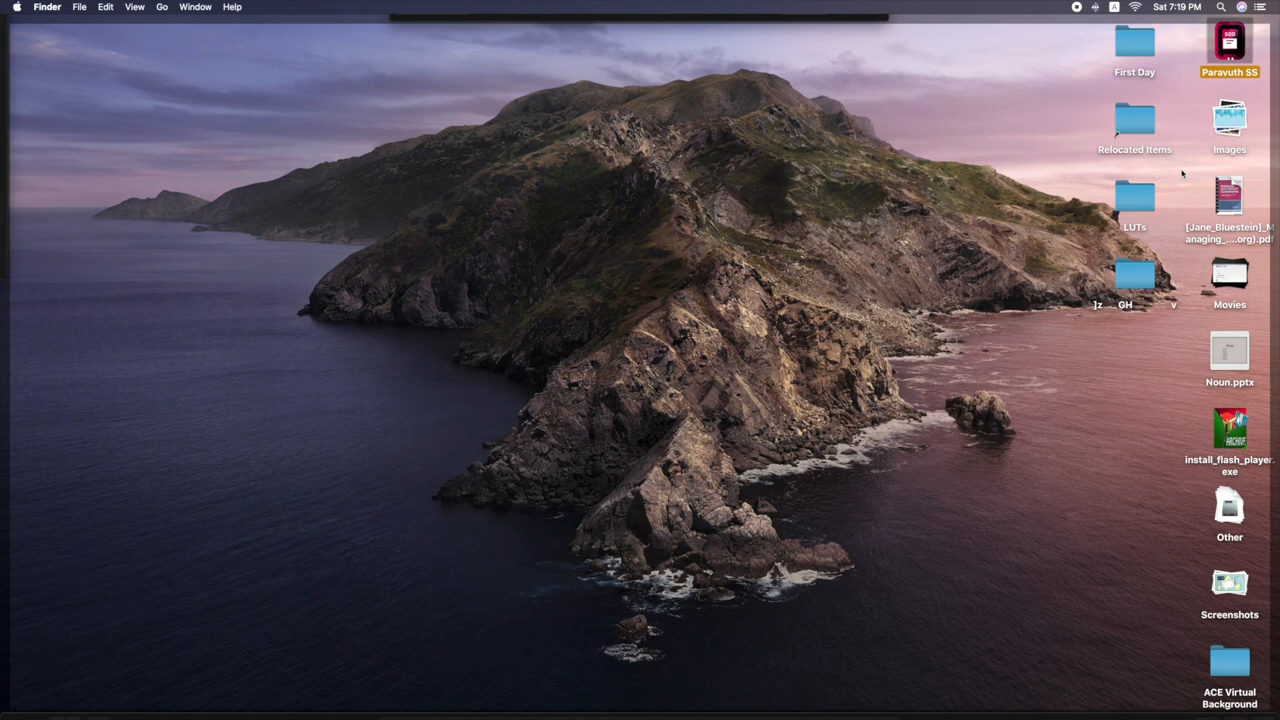 Finder File Edit View Go Window Help A Sat 7:19 PM
First Day
Paravuth SS
Relocated Items
Images
LUTs
[Jane_Bluestein]_M
anaging_....org).pdf
]z GH v
Movies
Noun.pptx
ARCHIVE
install_flash_player.
exe
Other
Screenshots
ACE Virtual
Background